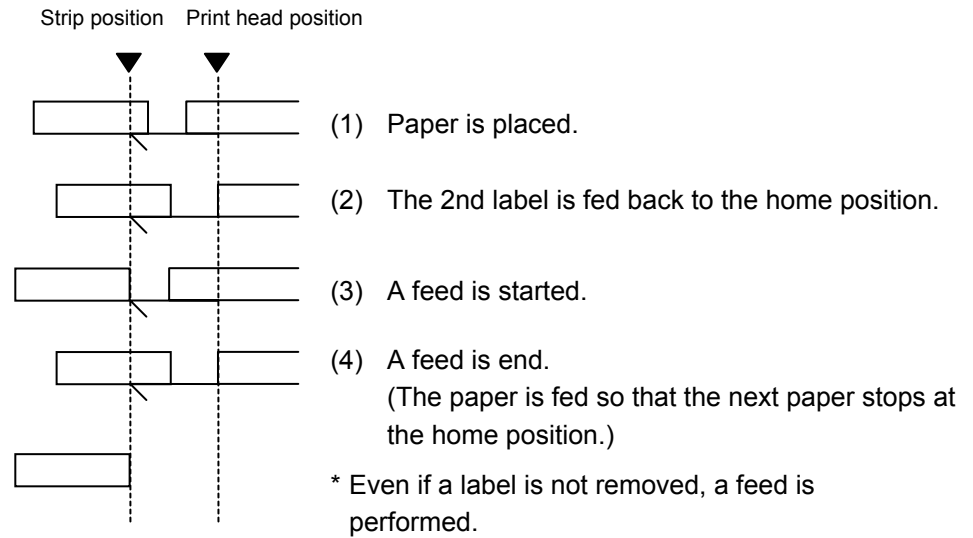 Strip position Print head position
(1) Paper is placed.
(2) The 2nd label is fed back to the home position.
(3) A feed is started.
(4) A feed is end.
(The paper is fed so that the next paper stops at
the home position.)
* Even if a label is not removed, a feed is
performed.